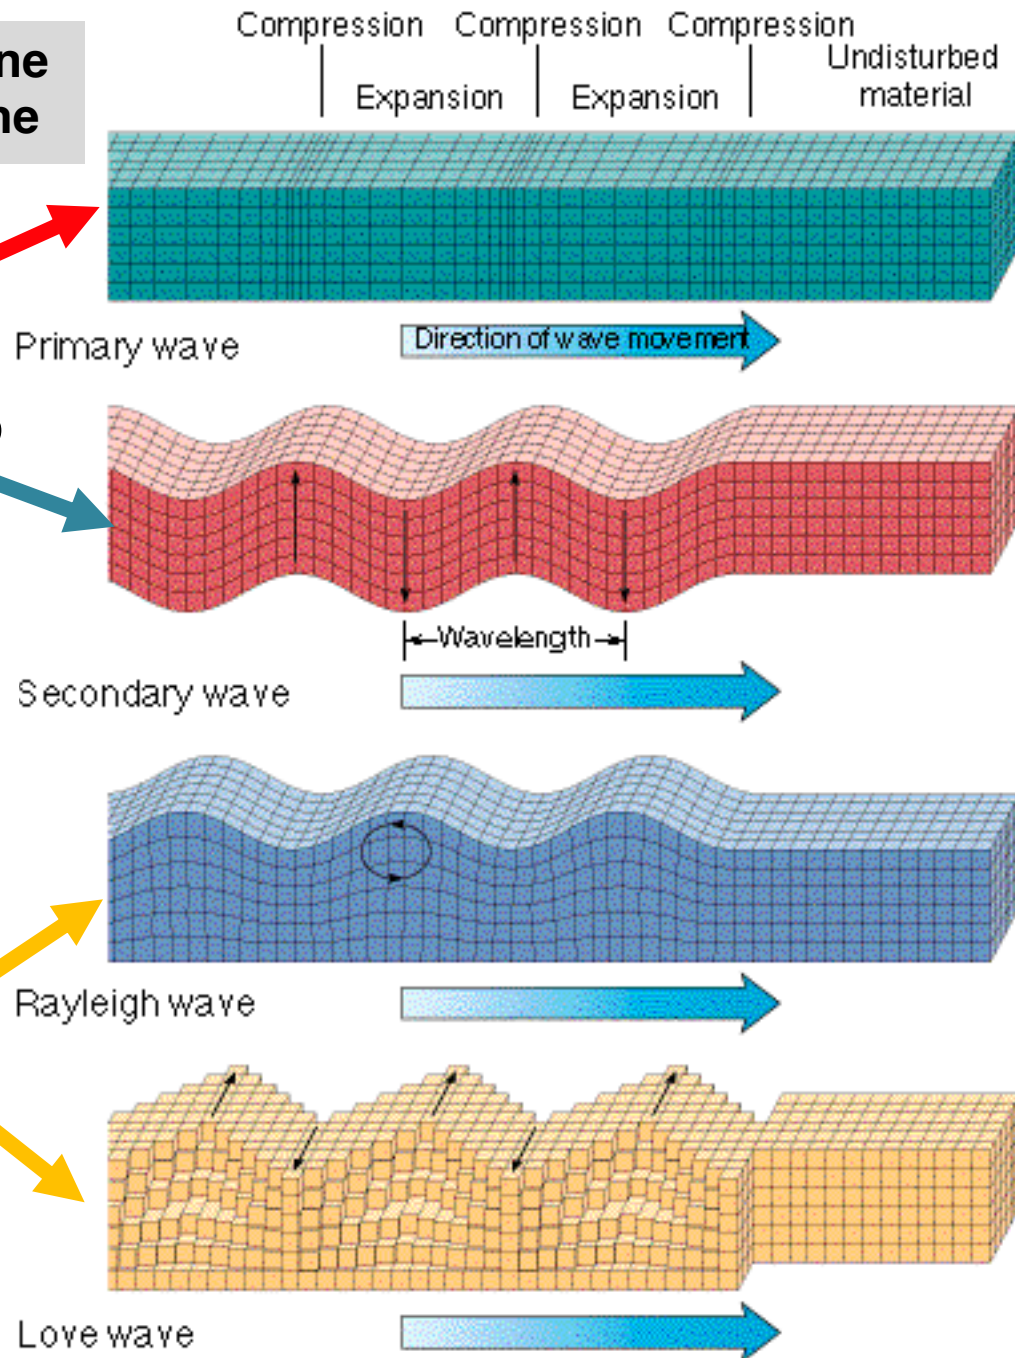 Compression Compression Compression
Expansion Expansion
Undisturbed
material
Primary wave
Direction of wave movement
Wavelength
Secondary wave
Rayleigh wave
Love wave